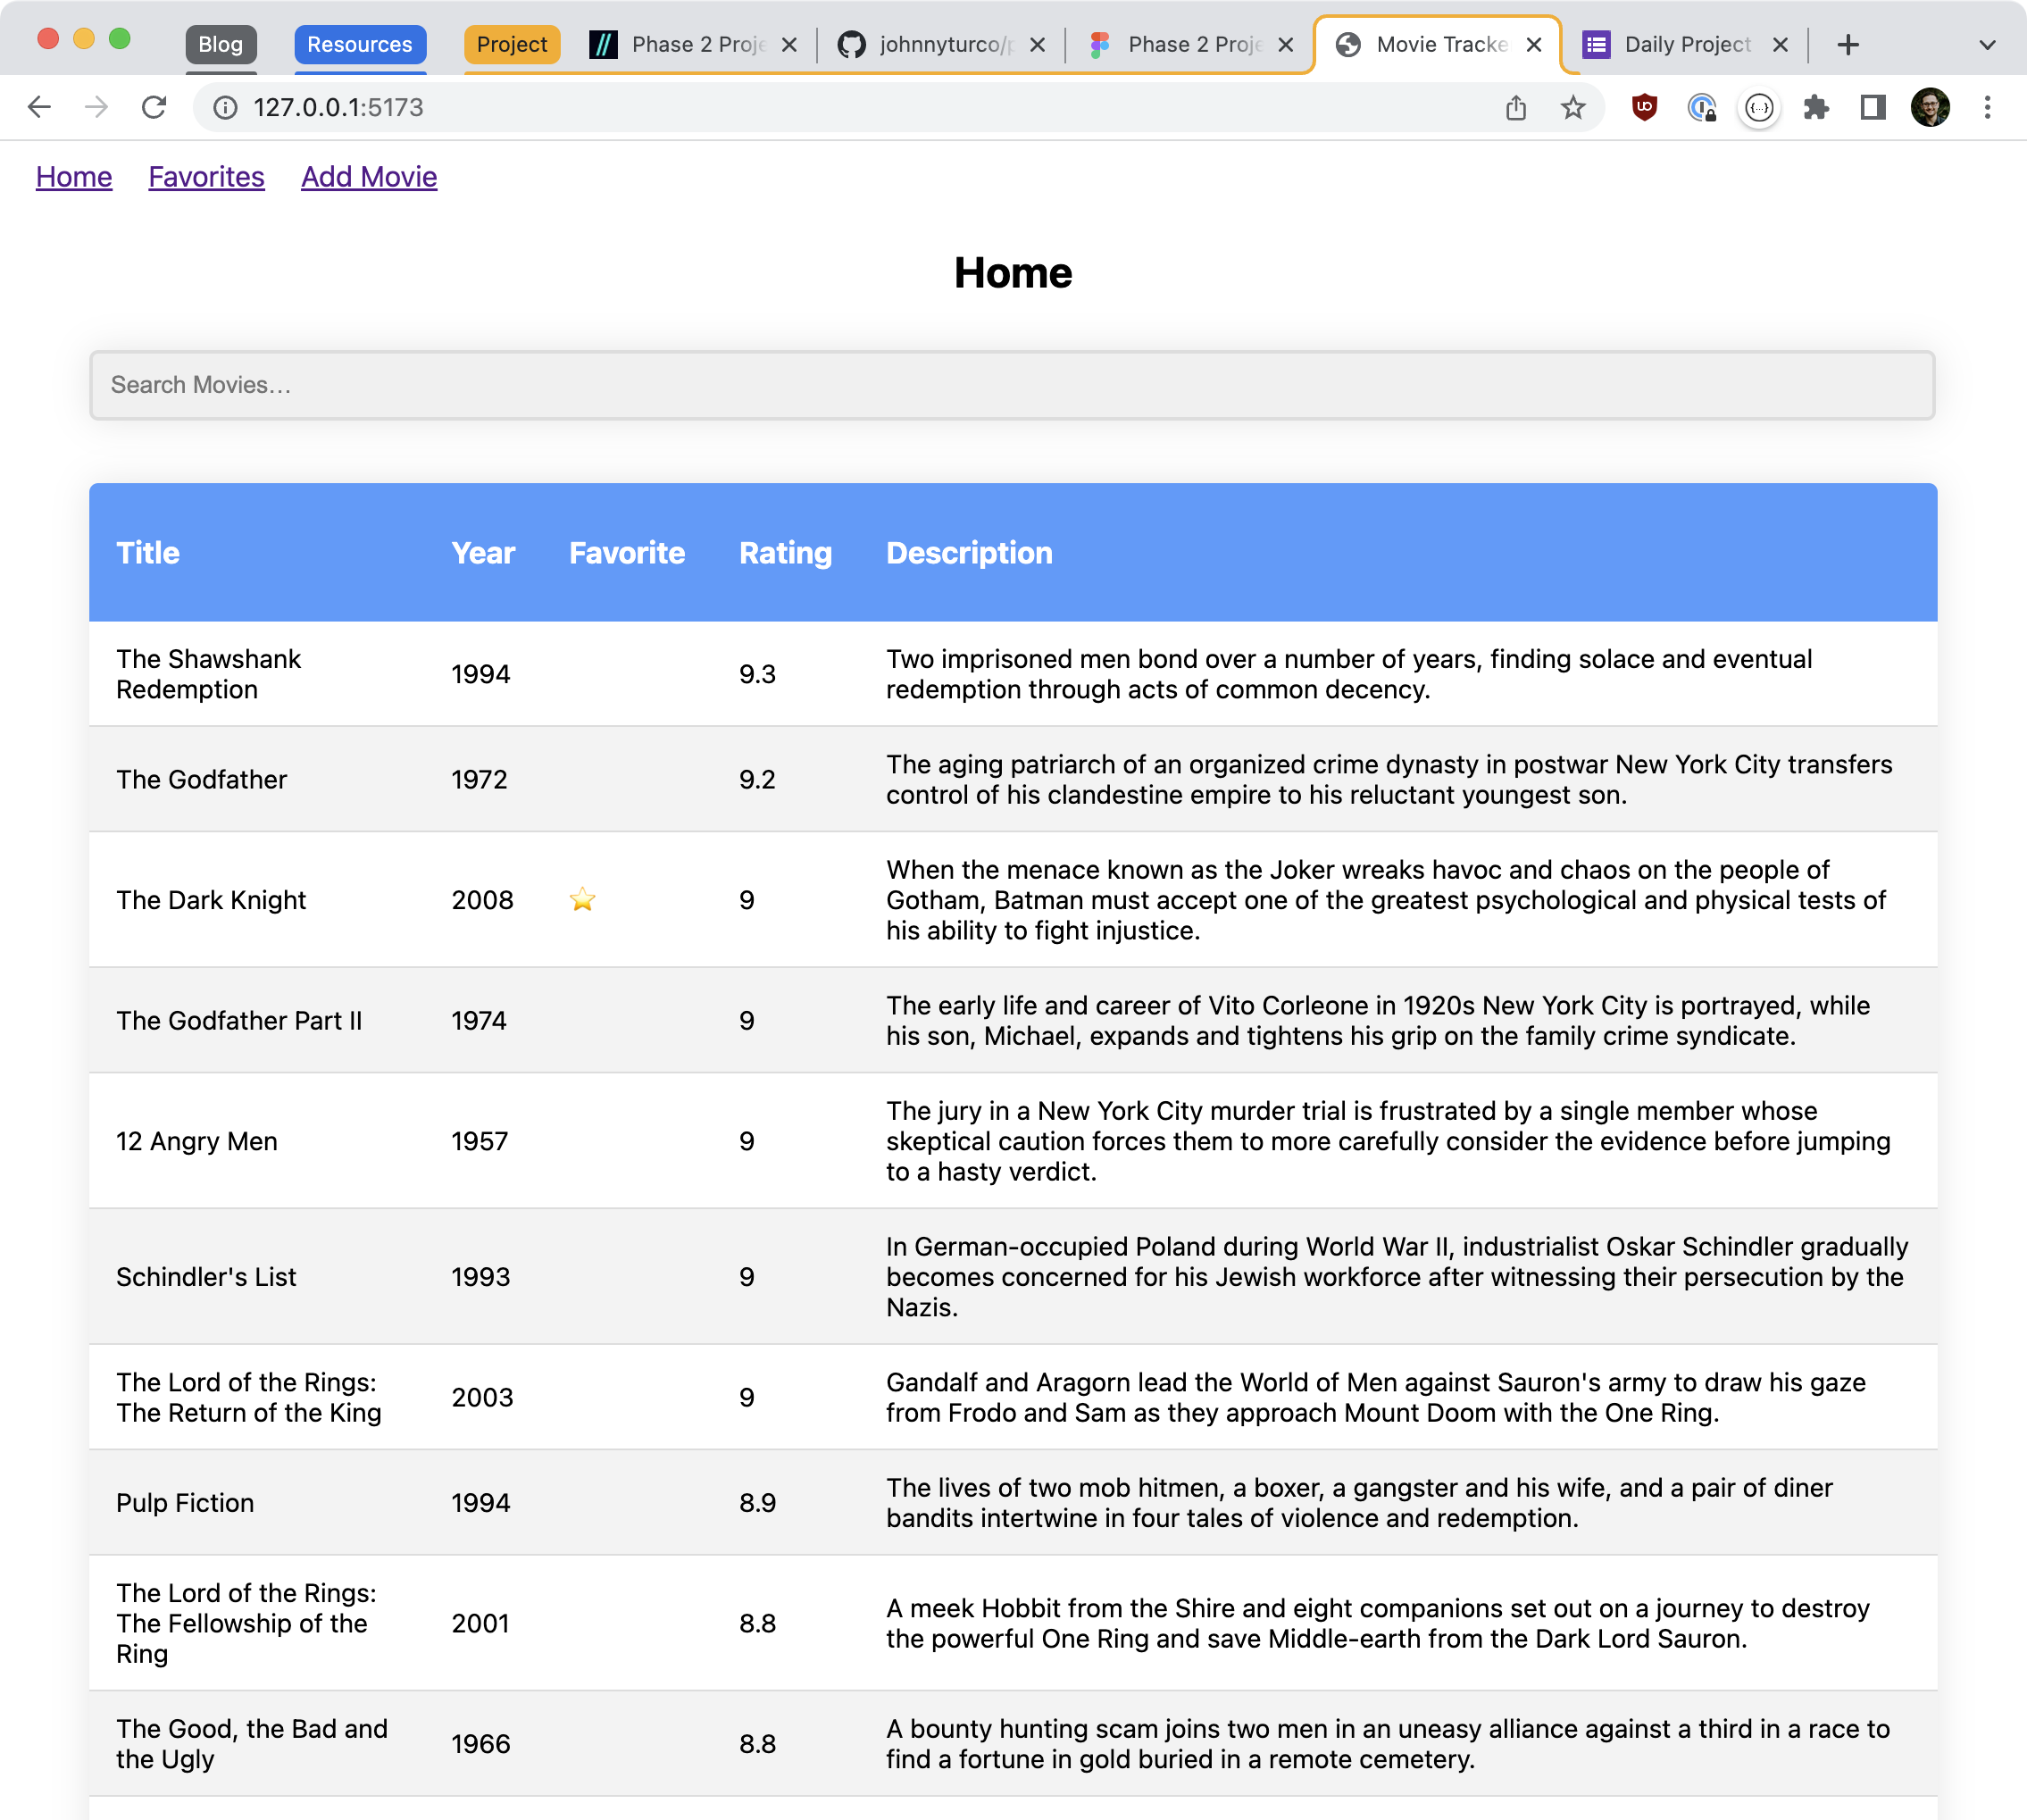 Blog Resources Project Phase 2 Proje johnnyturco/p Phase 2 Proje Movie Tracke Daily Project
127.0.0.1:5173
Home Favorites Add Movie
Home
Search Movies...
Title Year Favorite Rating Description
The Shawshank
Redemption
1994
9.3
Two imprisoned men bond over a number of years, finding solace and eventual
redemption through acts of common decency.
The Godfather
1972
9.2
The aging patriarch of an organized crime dynasty in postwar New York City transfers
control of his clandestine empire to his reluctant youngest son.
The Dark Knight
2008
9
When the menace known as the Joker wreaks havoc and chaos on the people of
Gotham, Batman must accept one of the greatest psychological and physical tests of
his ability to fight injustice.
The Godfather Part II
1974
9
The early life and career of Vito Corleone in 1920s New York City is portrayed, while
his son, Michael, expands and tightens his grip on the family crime syndicate.
12 Angry Men
1957
9
The jury in a New York City murder trial is frustrated by a single member whose
skeptical caution forces them to more carefully consider the evidence before jumping
to a hasty verdict.
Schindler's List
1993
9
In German-occupied Poland during World War II, industrialist Oskar Schindler gradually
becomes concerned for his Jewish workforce after witnessing their persecution by the
Nazis.
The Lord of the Rings:
The Return of the King
2003
9
Gandalf and Aragorn lead the World of Men against Sauron's army to draw his gaze
from Frodo and Sam as they approach Mount Doom with the One Ring.
Pulp Fiction
1994
8.9
The lives of two mob hitmen, a boxer, a gangster and his wife, and a pair of diner
bandits intertwine in four tales of violence and redemption.
The Lord of the Rings:
The Fellowship of the
Ring
2001
8.8
A meek Hobbit from the Shire and eight companions set out on a journey to destroy
the powerful One Ring and save Middle-earth from the Dark Lord Sauron.
The Good, the Bad and
the Ugly
1966
8.8
A bounty hunting scam joins two men in an uneasy alliance against a third in a race to
find a fortune in gold buried in a remote cemetery.